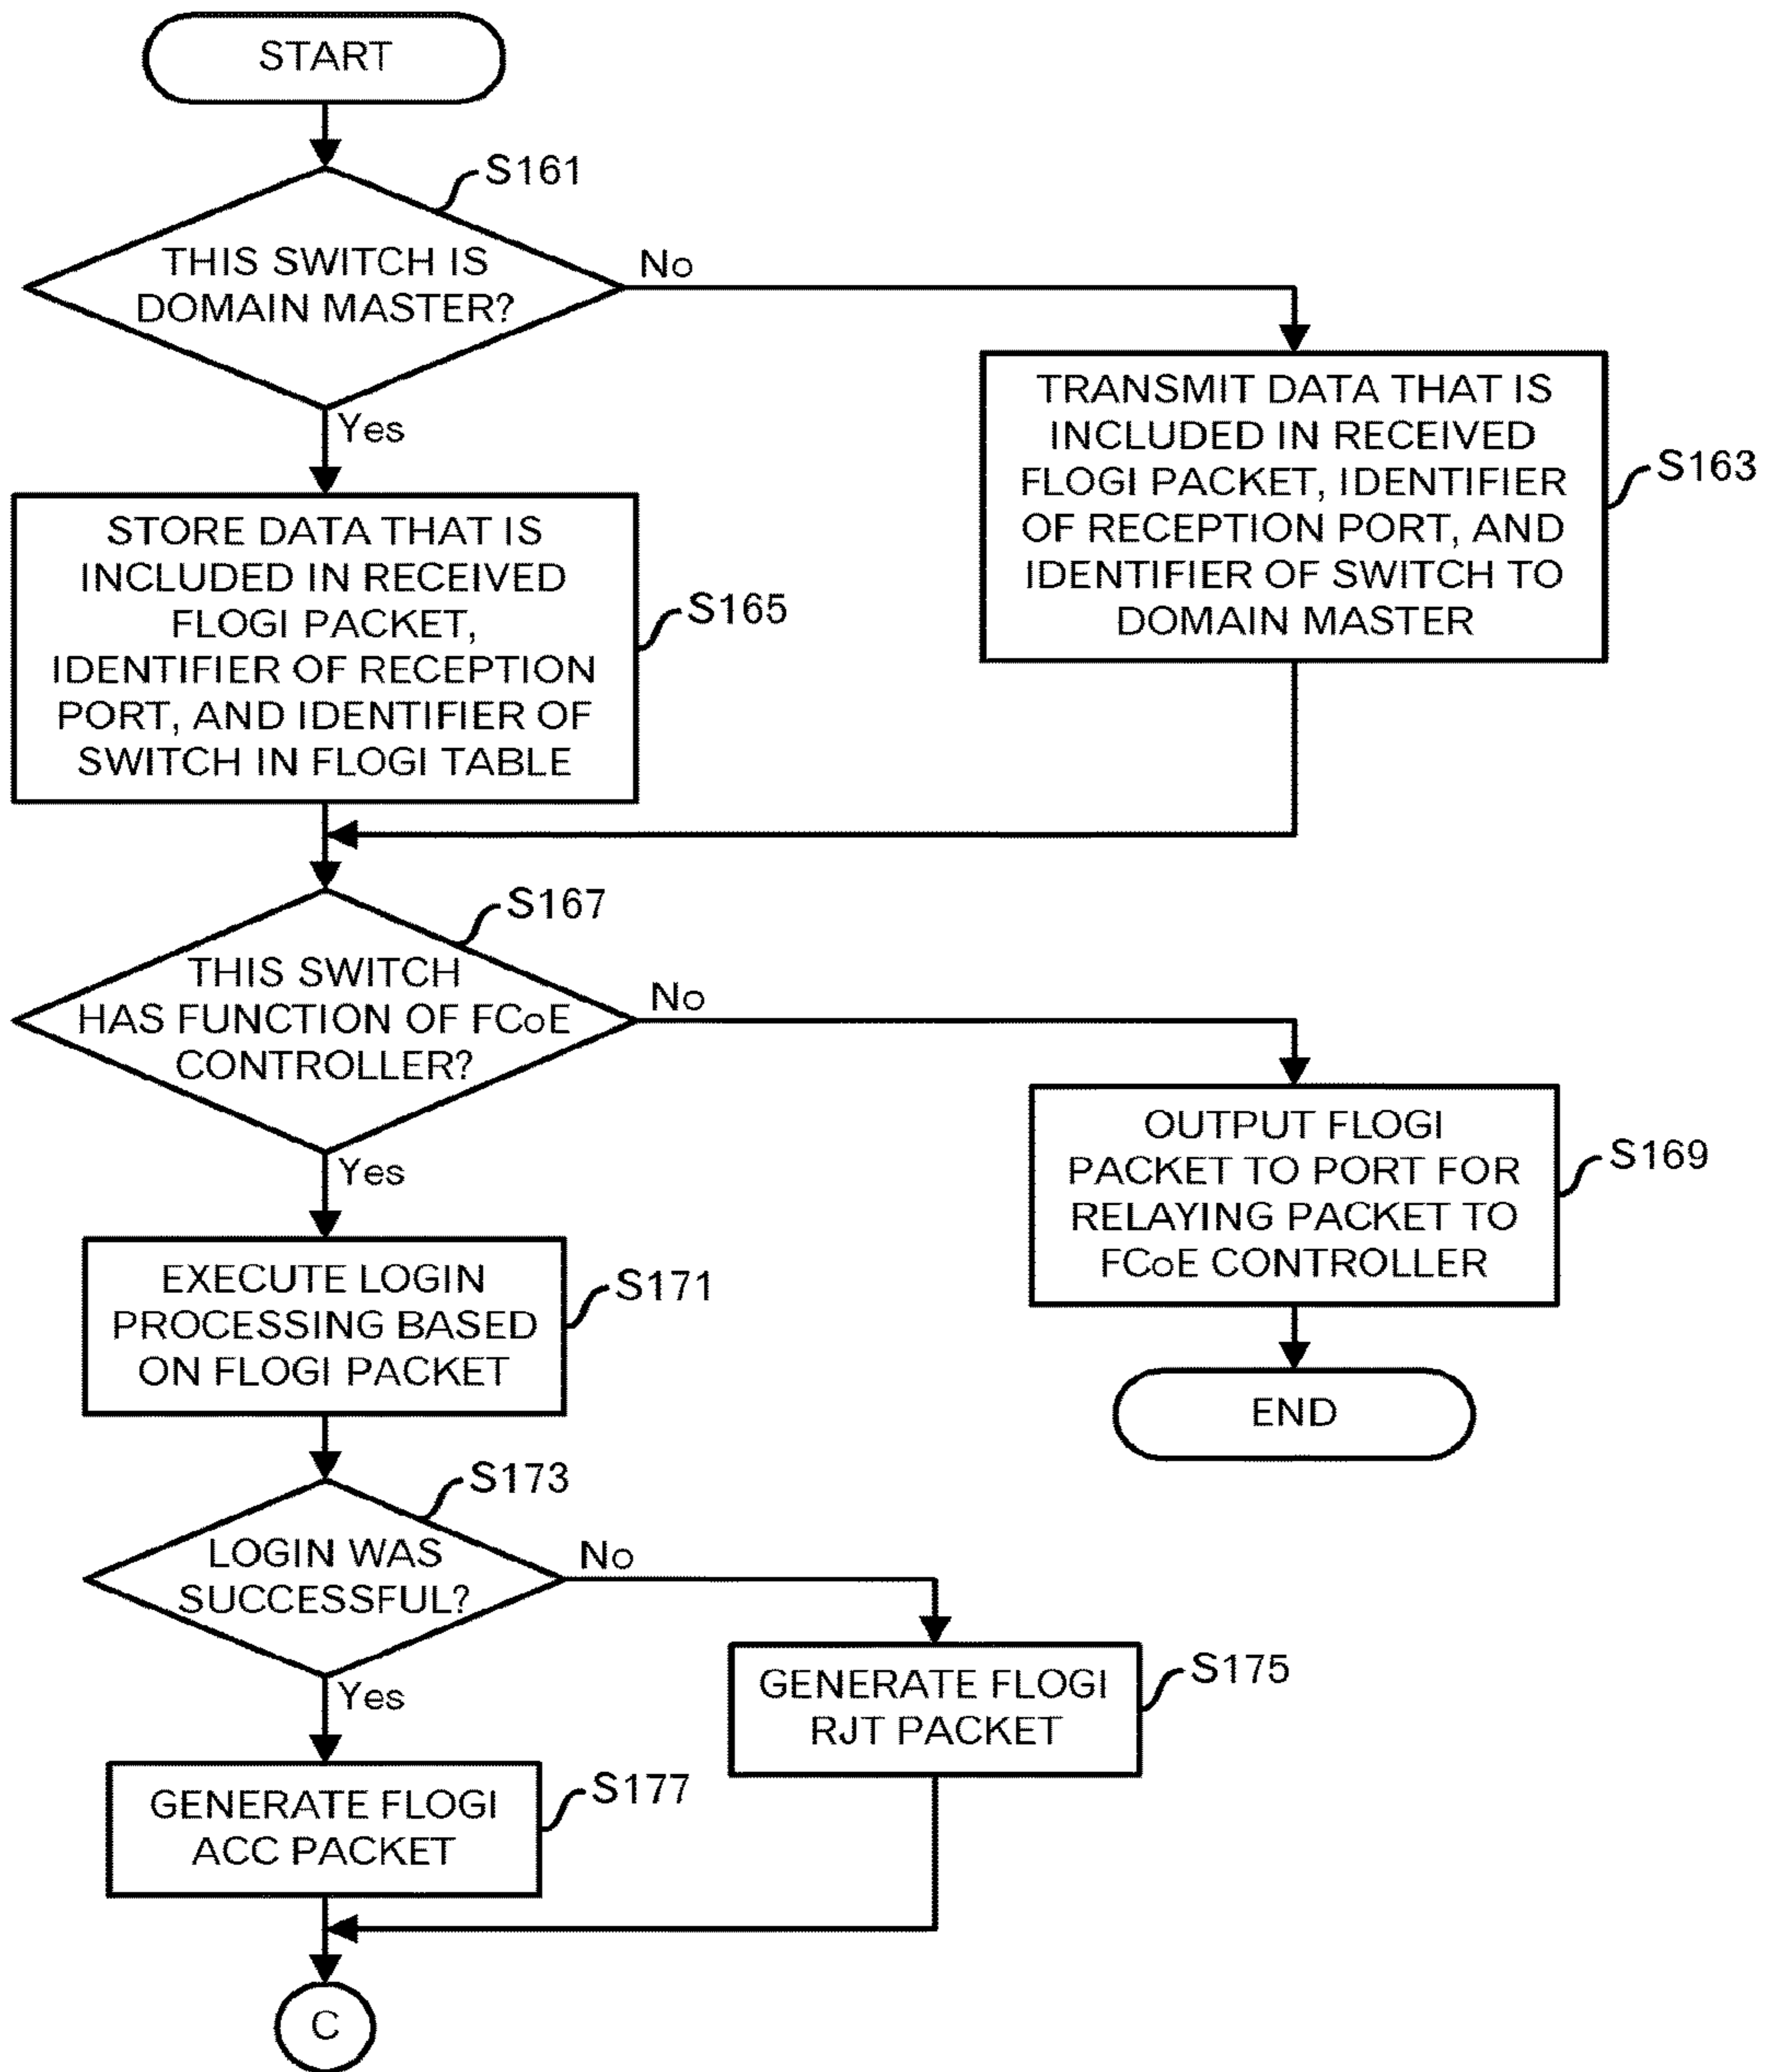 START
S161
THIS SWITCH IS
DOMAIN MASTER?
No
Yes
TRANSMIT DATA THAT IS
INCLUDED IN RECEIVED
FLOGI PACKET, IDENTIFIER
OF RECEPTION PORT, AND
IDENTIFIER OF SWITCH TO
DOMAIN MASTER
S163
STORE DATA THAT IS
INCLUDED IN RECEIVED
FLOGI PACKET,
IDENTIFIER OF RECEPTION
PORT, AND IDENTIFIER OF
SWITCH IN FLOGI TABLE
S165
S167
THIS SWITCH
HAS FUNCTION OF FCoE
CONTROLLER?
No
Yes
OUTPUT FLOGI
PACKET TO PORT FOR
RELAYING PACKET TO
FCoE CONTROLLER
S169
EXECUTE LOGIN
PROCESSING BASED
ON FLOGI PACKET
S171
END
S173
LOGIN WAS
SUCCESSFUL?
No
Yes
GENERATE FLOGI
RJT PACKET
S175
GENERATE FLOGI
ACC PACKET
S177
C